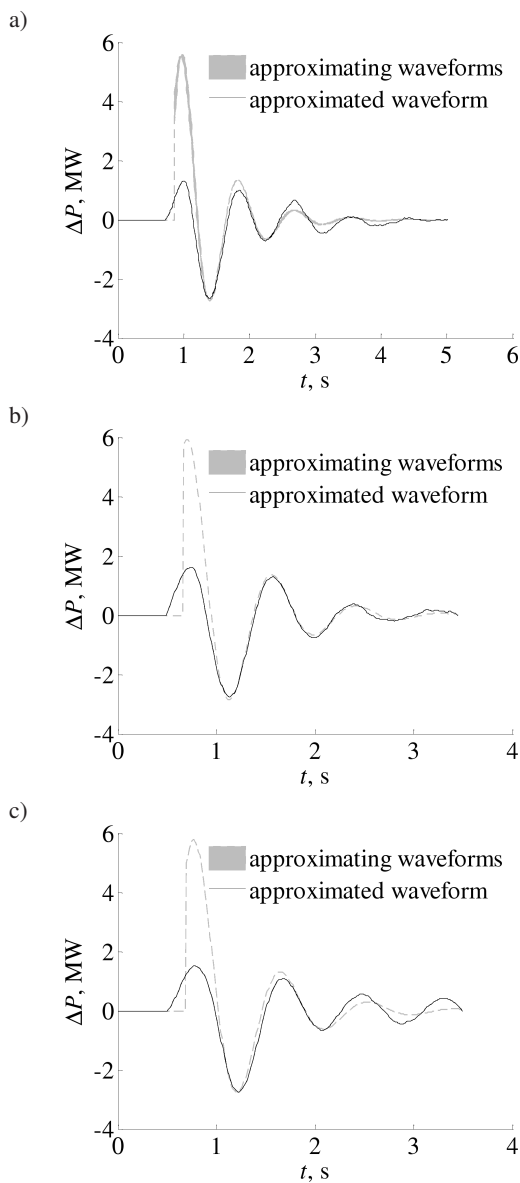 a)
6
approximating waveforms
approximated waveform
4
2
0
-2
-4
ΔP, MW
0 1 2 3 4 5 6
t, s
b)
6
approximating waveforms
approximated waveform
4
2
0
-2
-4
ΔP, MW
0 1 2 3 4
t, s
c)
6
approximating waveforms
approximated waveform
4
2
0
-2
-4
ΔP, MW
0 1 2 3 4
t, s